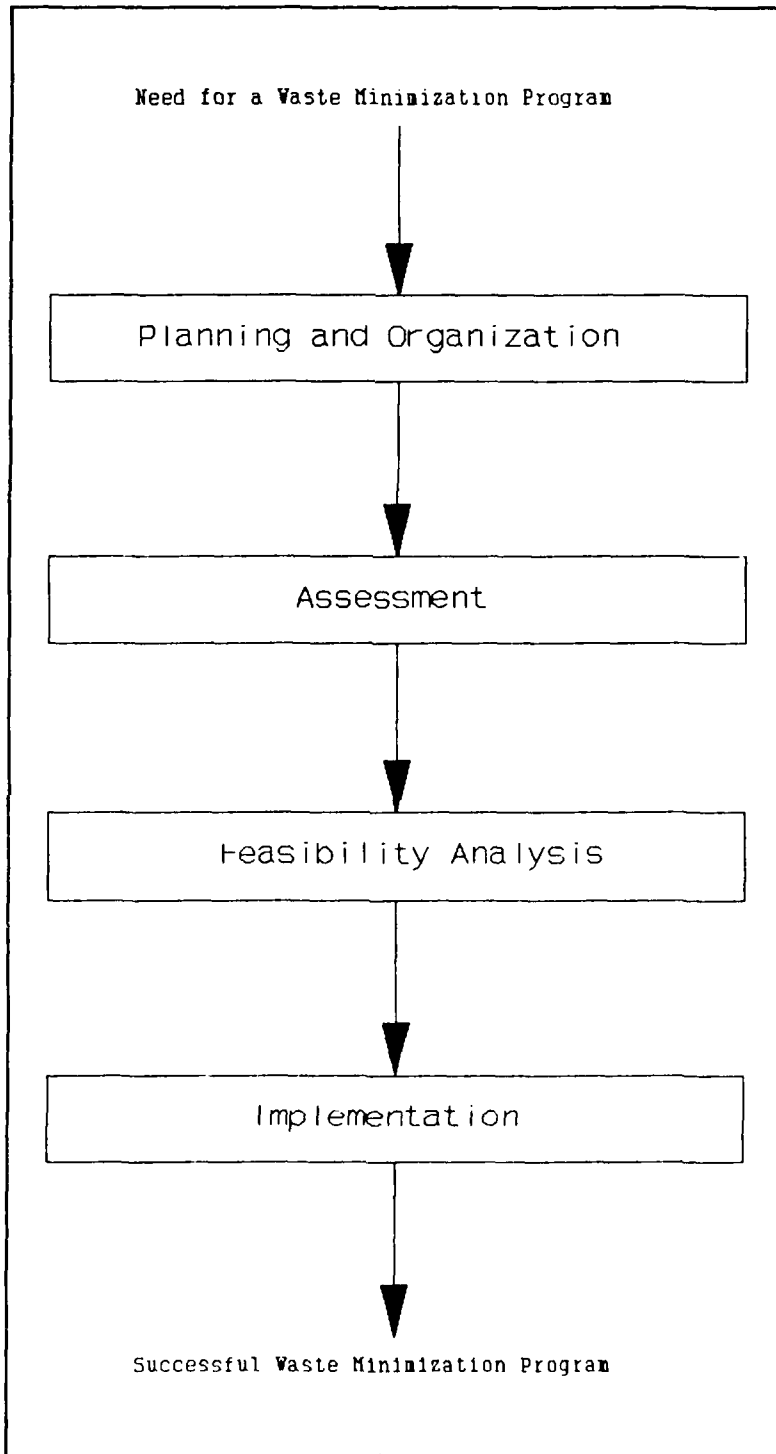 Need for a Waste Minimization Program
Planning and Organization
Assessment
Feasibility Analysis
Implementation
Successful Waste Minimization Program